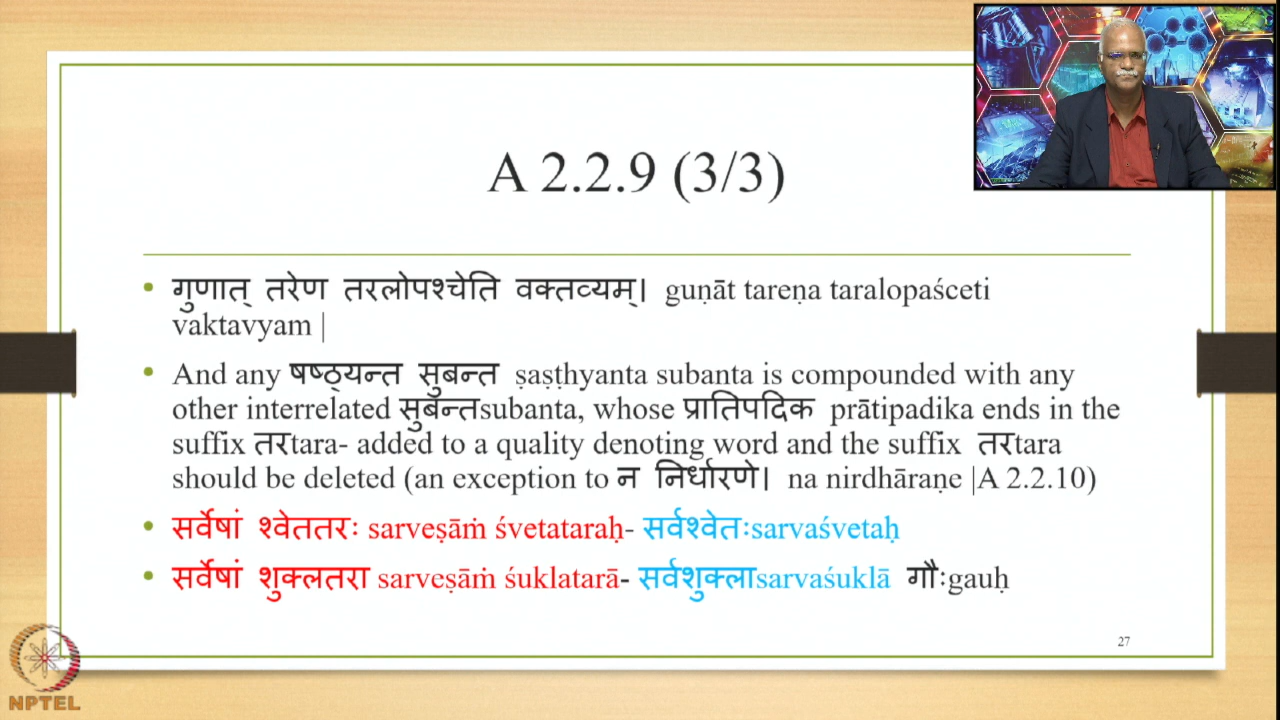 A 2.2.9 (3/3)
• गुणात् तरेण तरलोपश्चेति वक्तव्यम्। guṇāt tareṇa taralopaśceti
vaktavyam |
• And any षष्ठ्यन्त सुबन्त ṣaṣṭhyanta subanta is compounded with any
other interrelated सुबन्तsubanta, whose प्रातिपदिक prātipadika ends in the
suffix तरtara- added to a quality denoting word and the suffix तरtara
should be deleted (an exception to न निर्धारणे। na nirdhāraṇe |A 2.2.10)
• सर्वेषां श्वेततरः sarveṣāṁ śvetataraḥ- सर्वश्वेतःsarvaśvetaḥ
• सर्वेषां शुक्लतरा sarveṣāṁ śuklatarā- सर्वशुक्लाsarvaśuklā गौःgauḥ
27
NPTEL